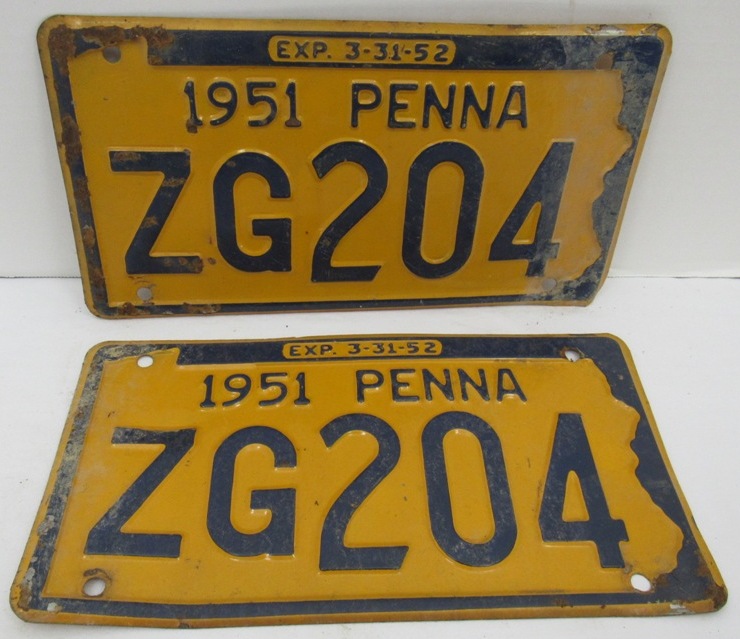 EXP. 3-31-52
1951 PENNA
ZG204
EXP. 3-31-52
1951 PENNA
ZG204